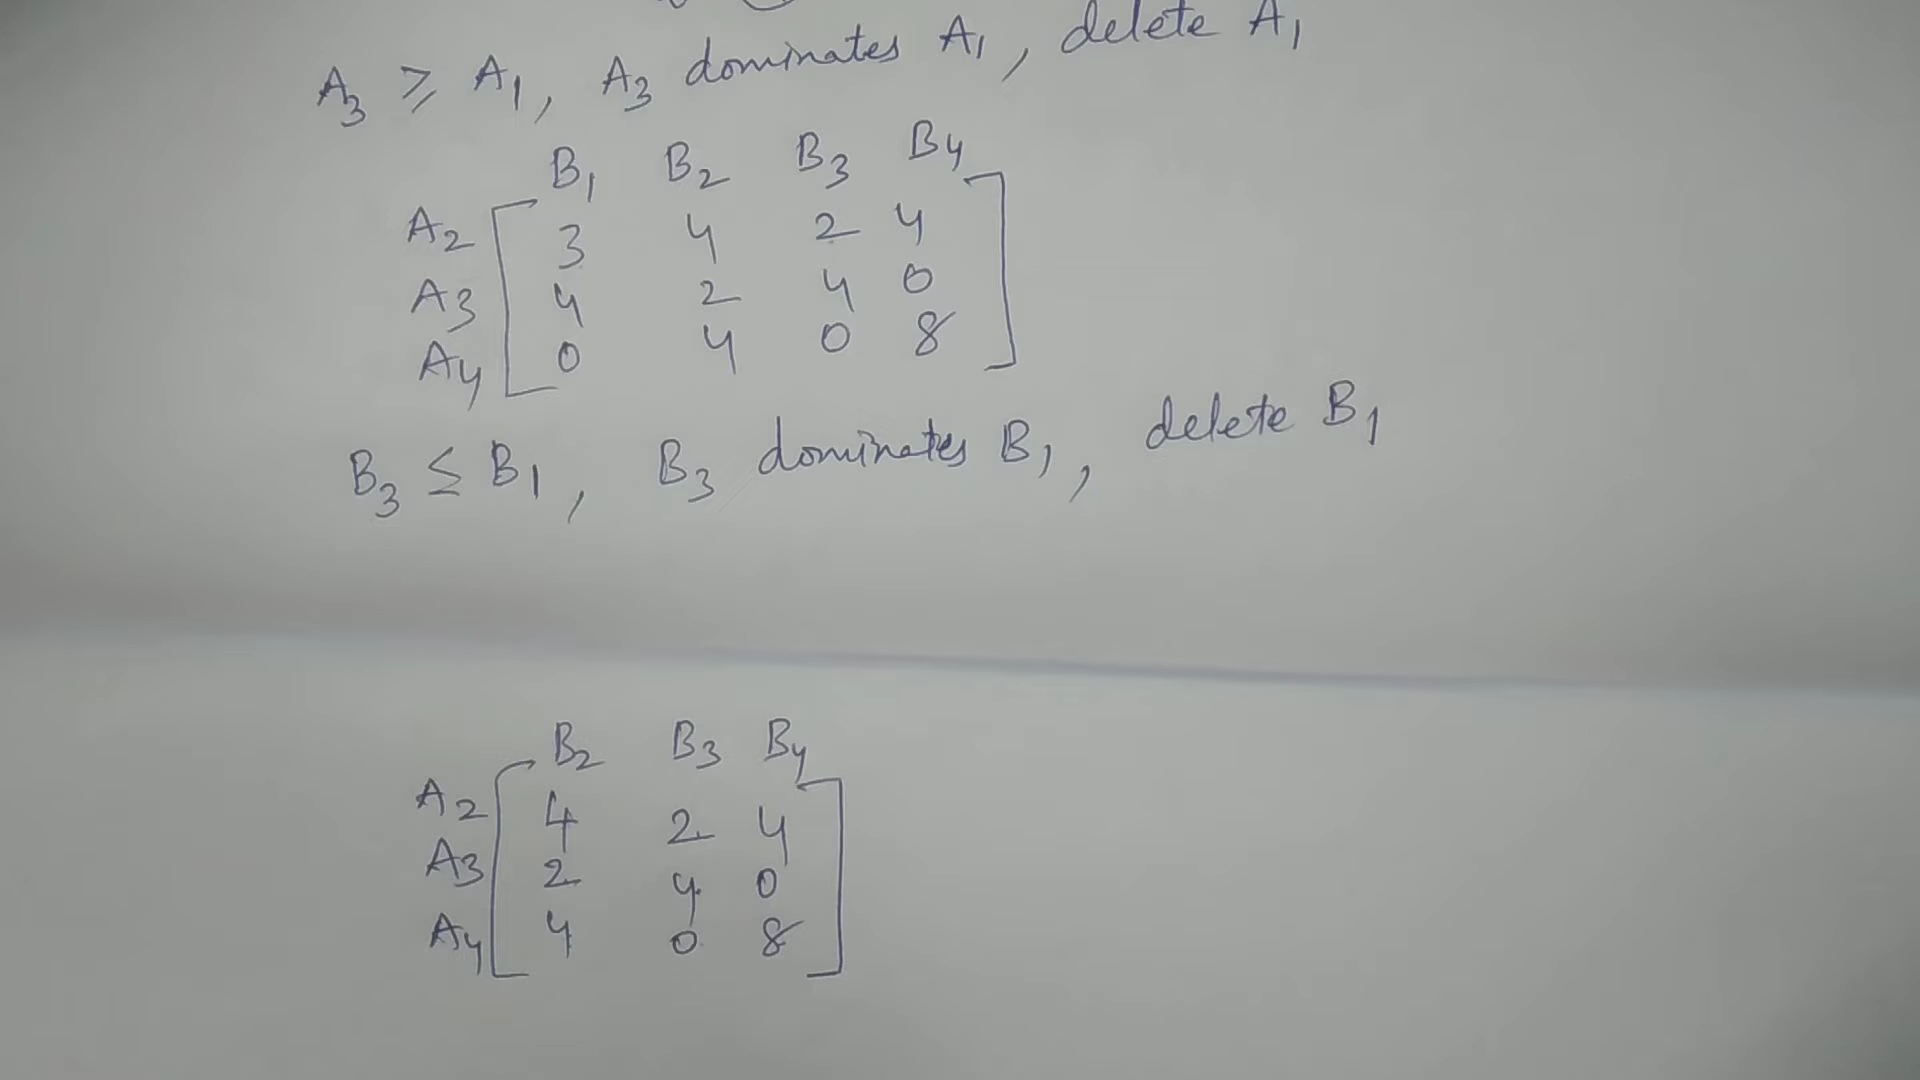 A3 ≥ A1, A3 dominates A1, delete A1
B1 B2 B3 B4
A2 3 4 2 4
A3 4 2 4 0
A4 0 4 0 8
B3 ≤ B1, B3 dominates B1, delete B1
B2 B3 B4
A2 4 2 4
A3 2 4 0
A4 4 0 8